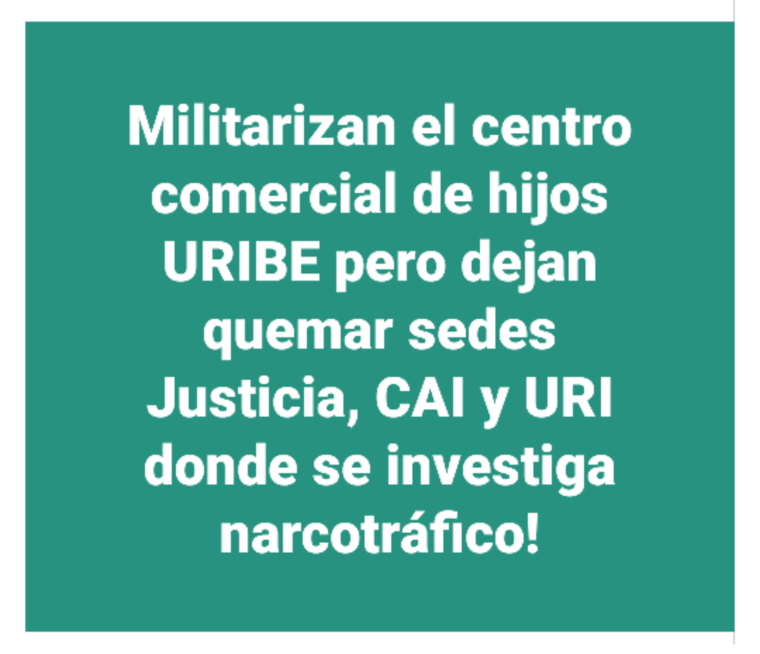 Militarizan el centro
comercial de hijos
URIBE pero dejan
quemar sedes
Justicia, CAI y URI
donde se investiga
narcotráfico!